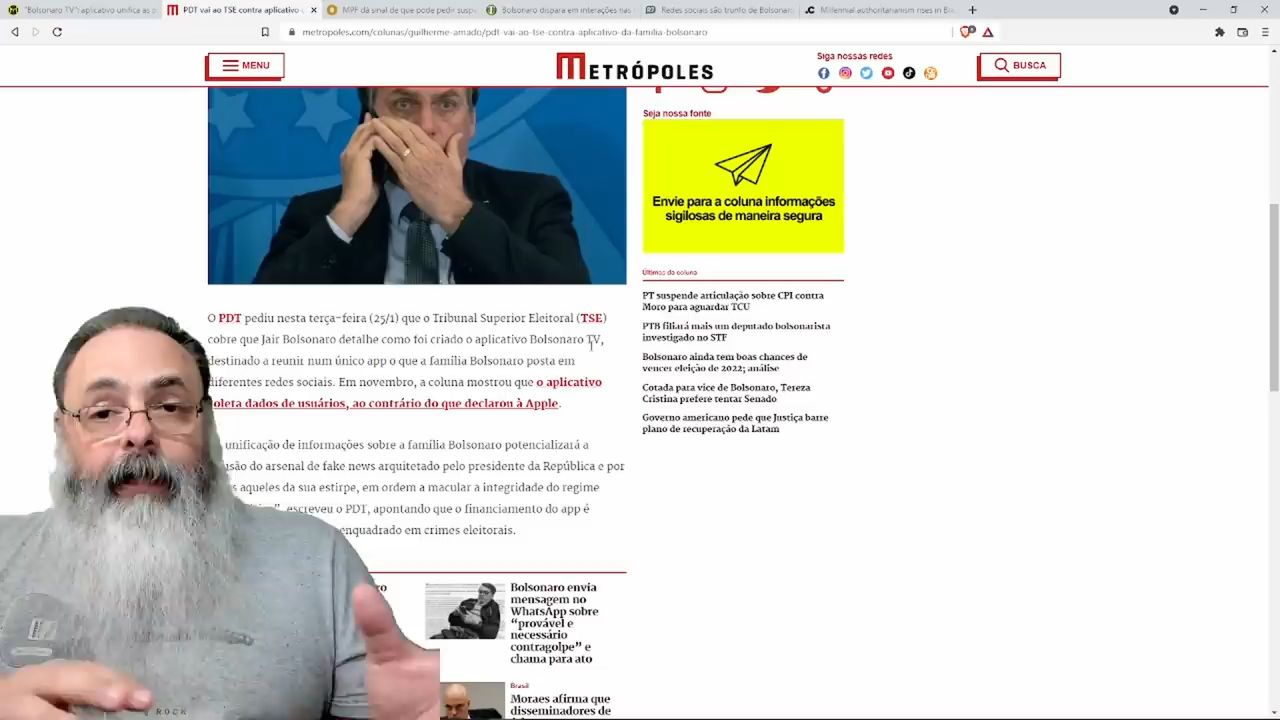 "Bolsonaro TV": aplicativo unifica as p
PDT vai ao TSE contra aplicativo c
MPF dá sinal de que pode pedir susp
Bolsonaro dispara em interações nas
Redes sociais são trunfo de Bolsonar
Millennial authoritarianism rises in B
metropoles.com/colunas/guilherme-amado/pdt-vai-ao-tse-contra-aplicativo-da-familia-bolsonaro
MENU
METRÓPOLES
Siga nossas redes
BUSCA
Seja nossa fonte
Envie para a coluna informações
sigilosas de maneira segura
Últimas da coluna
PT suspende articulação sobre CPI contra
Moro para aguardar TCU
PTB filiará mais um deputado bolsonarista
investigado no STF
Bolsonaro ainda tem boas chances de
vencer eleição de 2022; análise
Cotada para vice de Bolsonaro, Tereza
Cristina prefere tentar Senado
Governo americano pede que Justiça barre
plano de recuperação da Latam
O PDT pediu nesta terça-feira (25/1) que o Tribunal Superior Eleitoral (TSE)
cobre que Jair Bolsonaro detalhe como foi criado o aplicativo Bolsonaro TV,
destinado a reunir num único app o que a família Bolsonaro posta em
diferentes redes sociais. Em novembro, a coluna mostrou que o aplicativo
oleta dados de usuários, ao contrário do que declarou à Apple.
unificação de informações sobre a família Bolsonaro potencializará a
usão do arsenal de fake news arquitetado pelo presidente da República e por
s aqueles da sua estirpe, em ordem a macular a integridade do regime
escreveu o PDT, apontando que o financiamento do app é
enquadrado em crimes eleitorais.
ro
Bolsonaro envia
mensagem no
WhatsApp sobre
“provável e
necessário
contragolpe” e
chama para ato
Brasil
Moraes afirma que
disseminadores de
ROCK